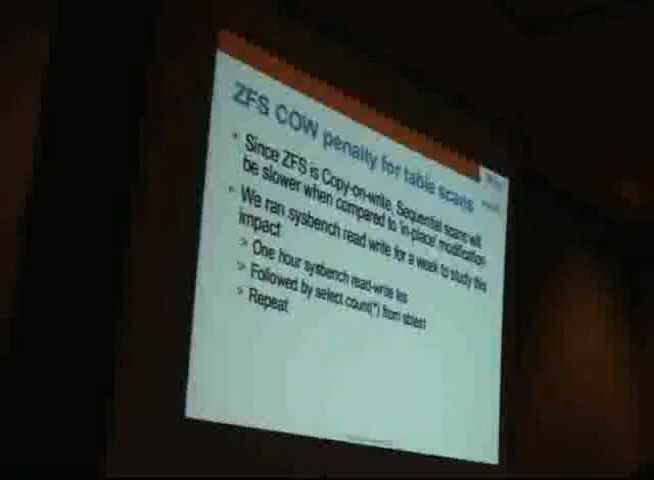 ZFS COW penalty for table scans
Since ZFS is Copy-on-write, Sequential scans will
be slower when compared to 'in-place' modification
We ran sysbench read write for a week to study this
impact
> One hour sysbench read-write
> Followed by select count(*) from sbtest
> Repeat